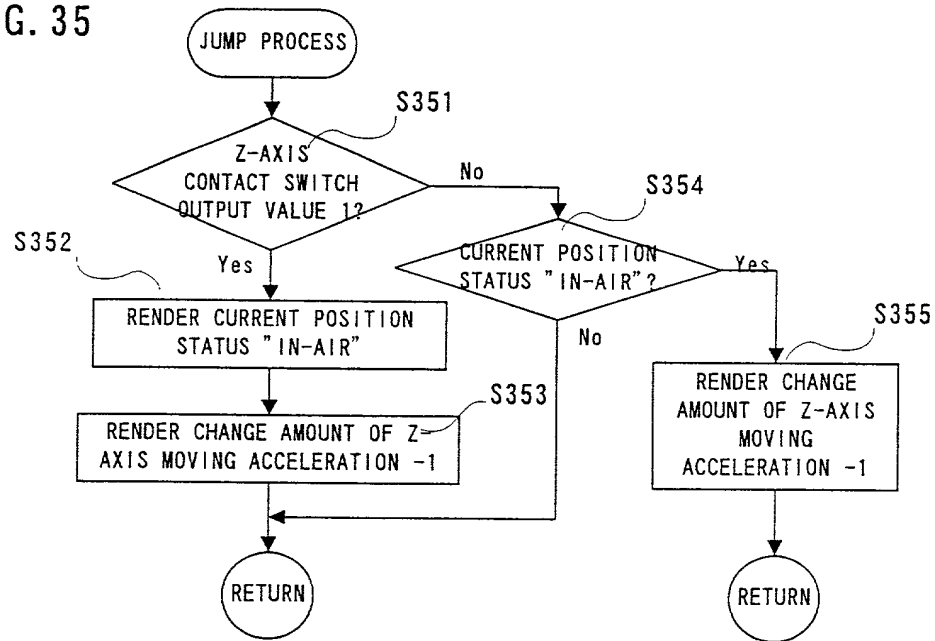 G. 35
JUMP PROCESS
S351
Z-AXIS
CONTACT SWITCH
OUTPUT VALUE 1?
No
Yes
S354
CURRENT POSITION
STATUS "IN-AIR"?
Yes
No
S352
RENDER CURRENT POSITION
STATUS "IN-AIR"
S353
RENDER CHANGE AMOUNT OF Z-
AXIS MOVING ACCELERATION -1
S355
RENDER CHANGE
AMOUNT OF Z-AXIS
MOVING
ACCELERATION -1
RETURN
RETURN